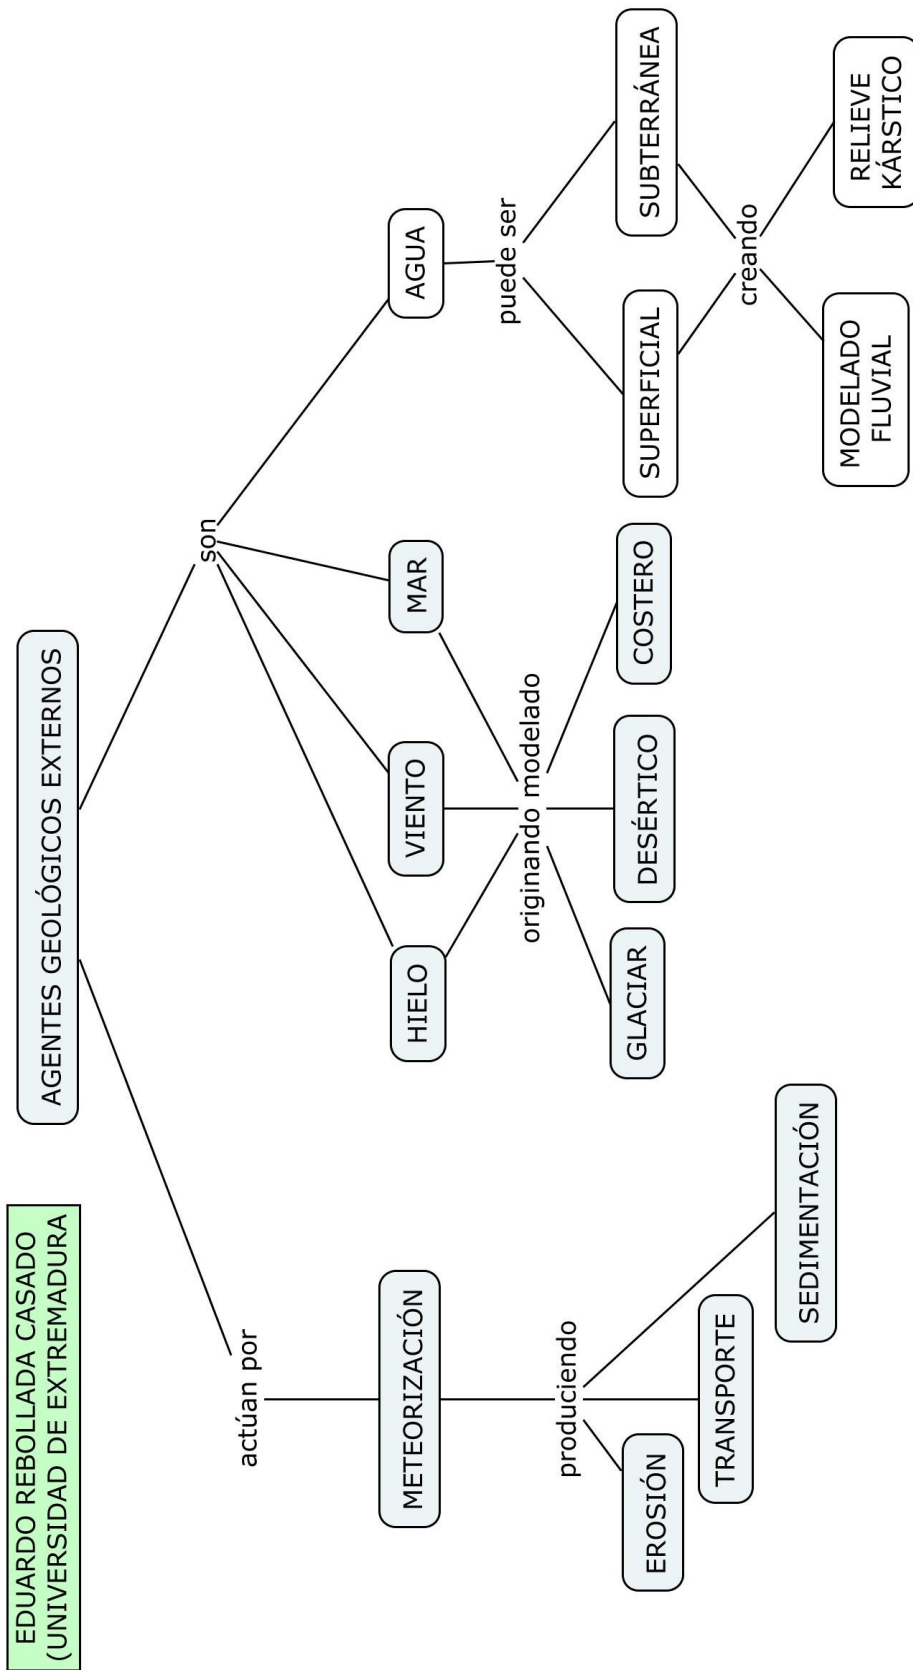 EDUARDO REBOLLADA CASADO
(UNIVERSIDAD DE EXTREMADURA
AGENTES GEOLÓGICOS EXTERNOS
actúan por
son
METEORIZACIÓN
HIELO
VIENTO
MAR
AGUA
produciendo
originando modelado
puede ser
EROSIÓN
TRANSPORTE
SEDIMENTACIÓN
GLACIAR
DESÉRTICO
COSTERO
SUPERFICIAL
SUBTERRÁNEA
creando
MODELADO
FLUVIAL
RELIEVE
KÁRSTICO